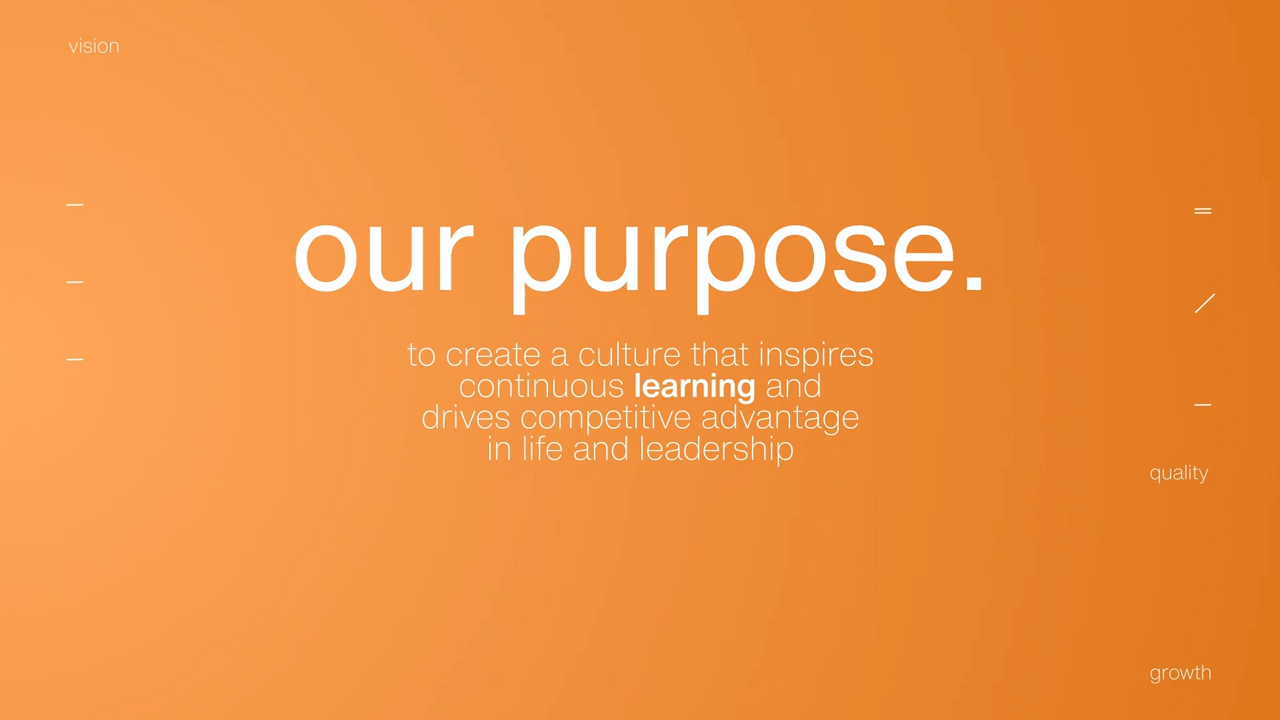 vision
our purpose.
to create a culture that inspires
continuous learning and
drives competitive advantage
in life and leadership
quality
growth